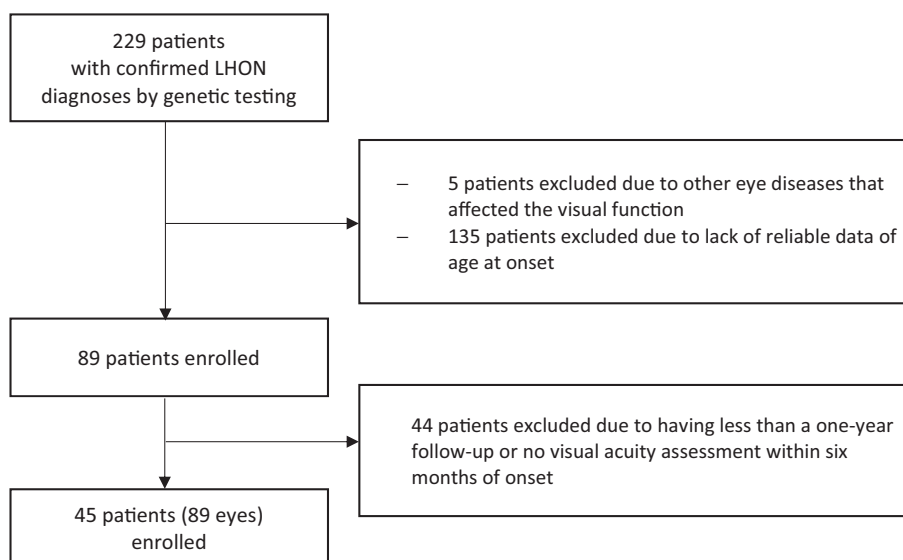 229 patients
with confirmed LHON
diagnoses by genetic testing
– 5 patients excluded due to other eye diseases that
affected the visual function
– 135 patients excluded due to lack of reliable data of
age at onset
89 patients enrolled
44 patients excluded due to having less than a one-year
follow-up or no visual acuity assessment within six
months of onset
45 patients (89 eyes)
enrolled